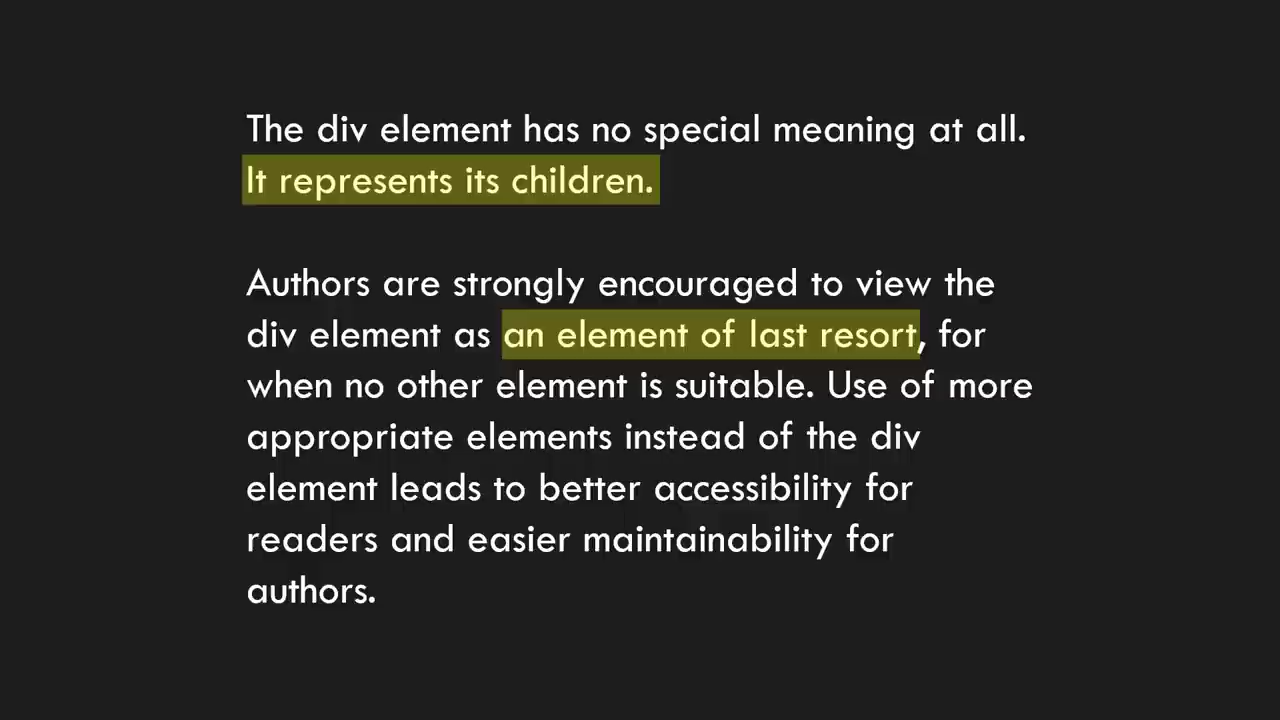 The div element has no special meaning at all.
It represents its children.
Authors are strongly encouraged to view the
div element as an element of last resort, for
when no other element is suitable. Use of more
appropriate elements instead of the div
element leads to better accessibility for
readers and easier maintainability for
authors.